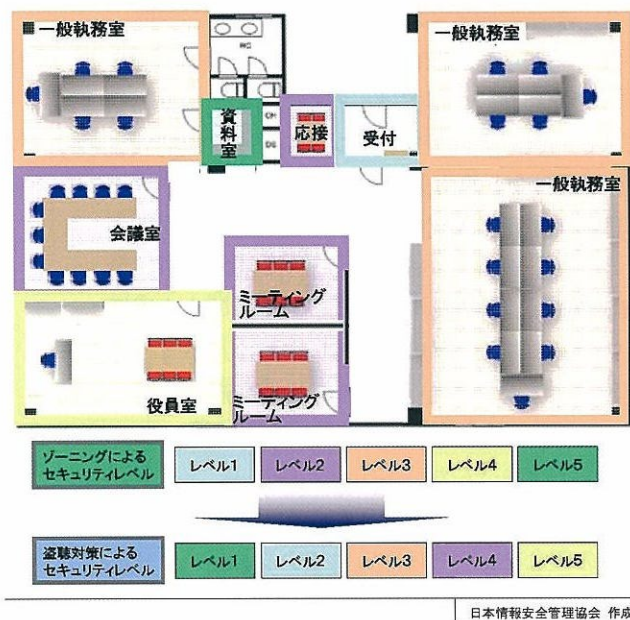 一般執務室
一般執務室
WC
資料室
応接
受付
一般執務室
会議室
ミーティング
ルーム
役員室
ミーティング
ルーム
ゾーニングによる
セキュリティレベル
レベル1
レベル2
レベル3
レベル4
レベル5
盗聴対策による
セキュリティレベル
レベル1
レベル2
レベル3
レベル4
レベル5
日本情報安全管理協会 作成